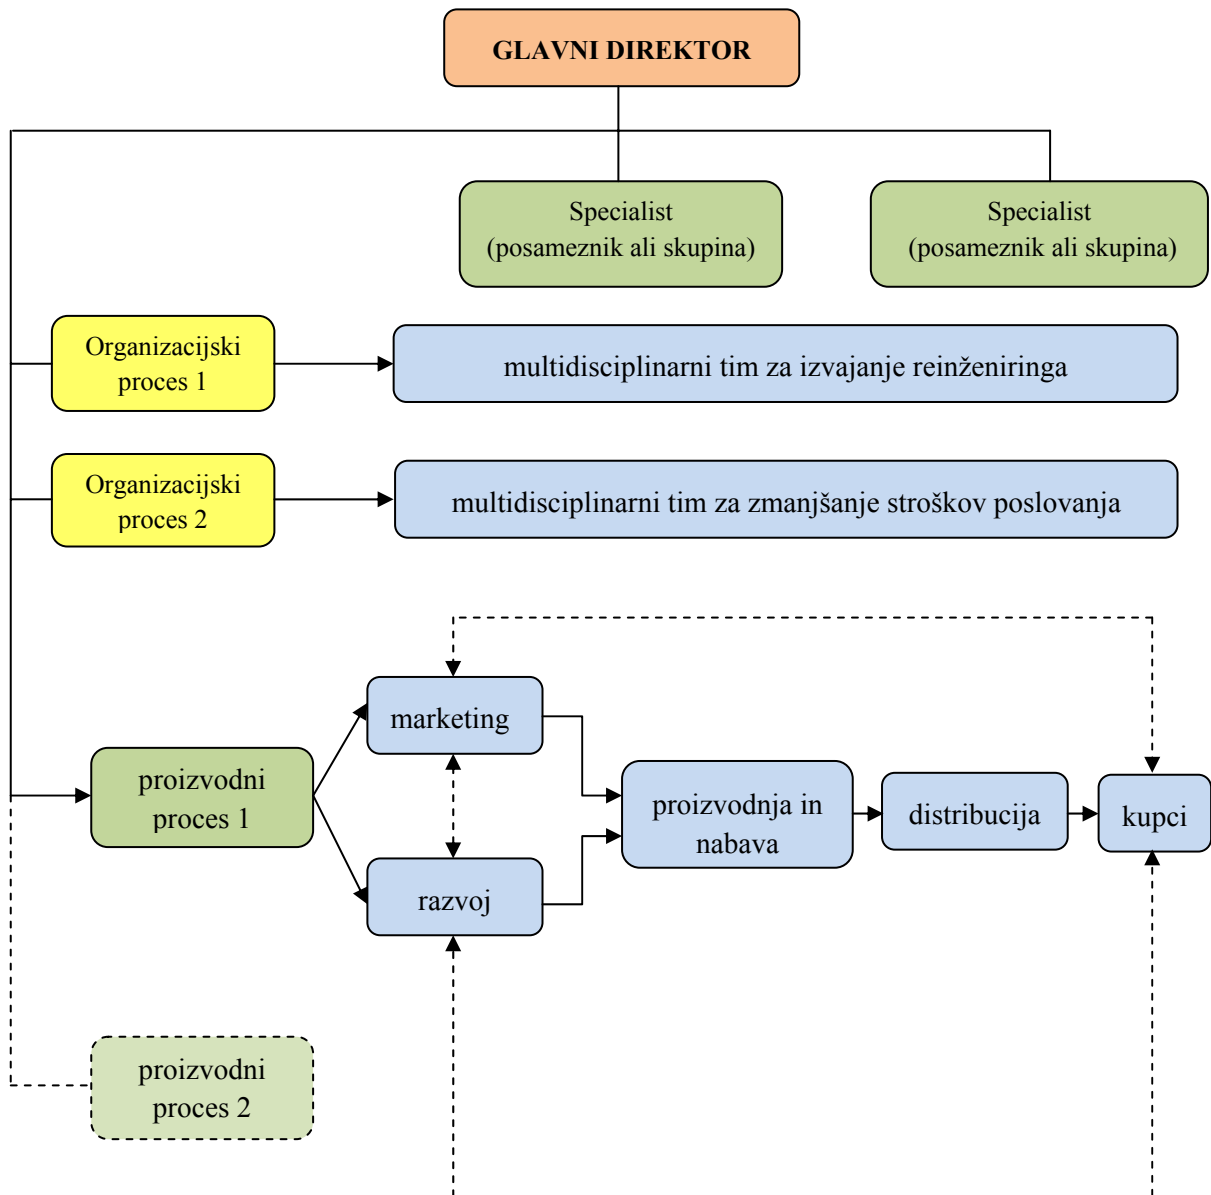 GLAVNI DIREKTOR
Specialist
(posameznik ali skupina)
Specialist
(posameznik ali skupina)
Organizacijski
proces 1
multidisciplinarni tim za izvajanje reinženiringa
Organizacijski
proces 2
multidisciplinarni tim za zmanjšanje stroškov poslovanja
marketing
proizvodni
proces 1
razvoj
proizvodnja in
nabava
distribucija
kupci
proizvodni
proces 2